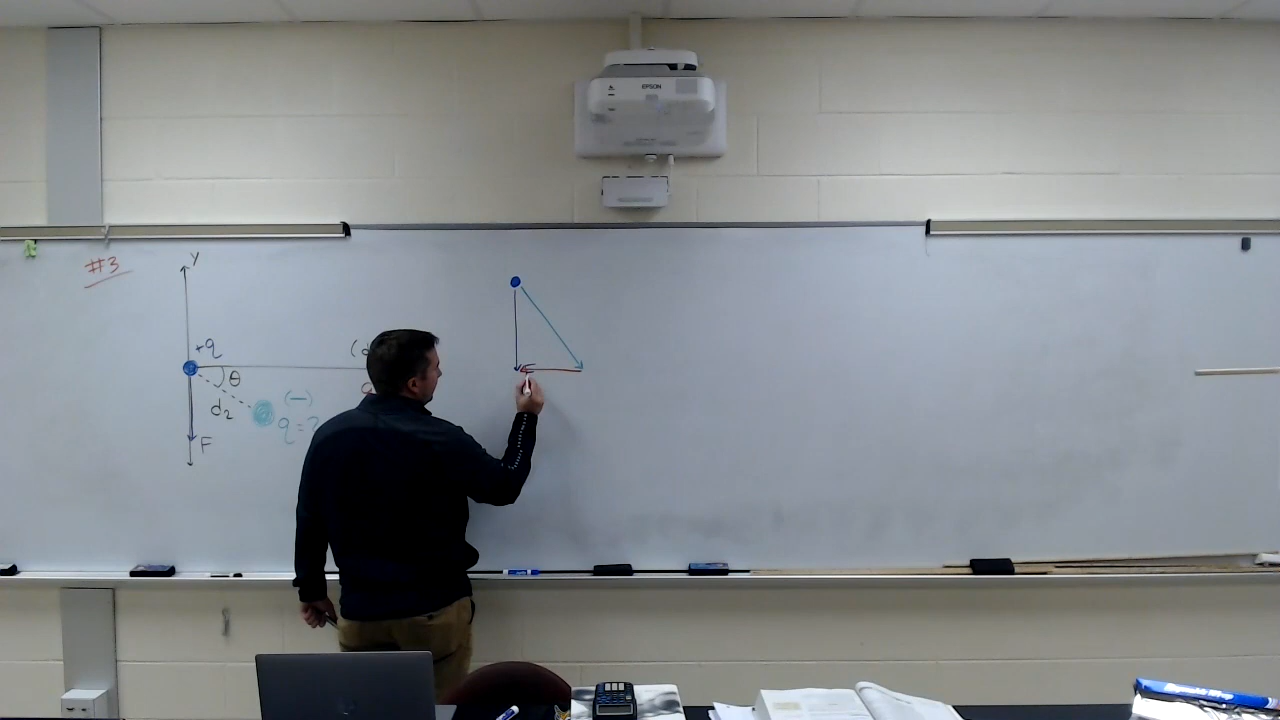 EPSON
#3
y
+q
(d
θ
d₂
(-)
q=?
F